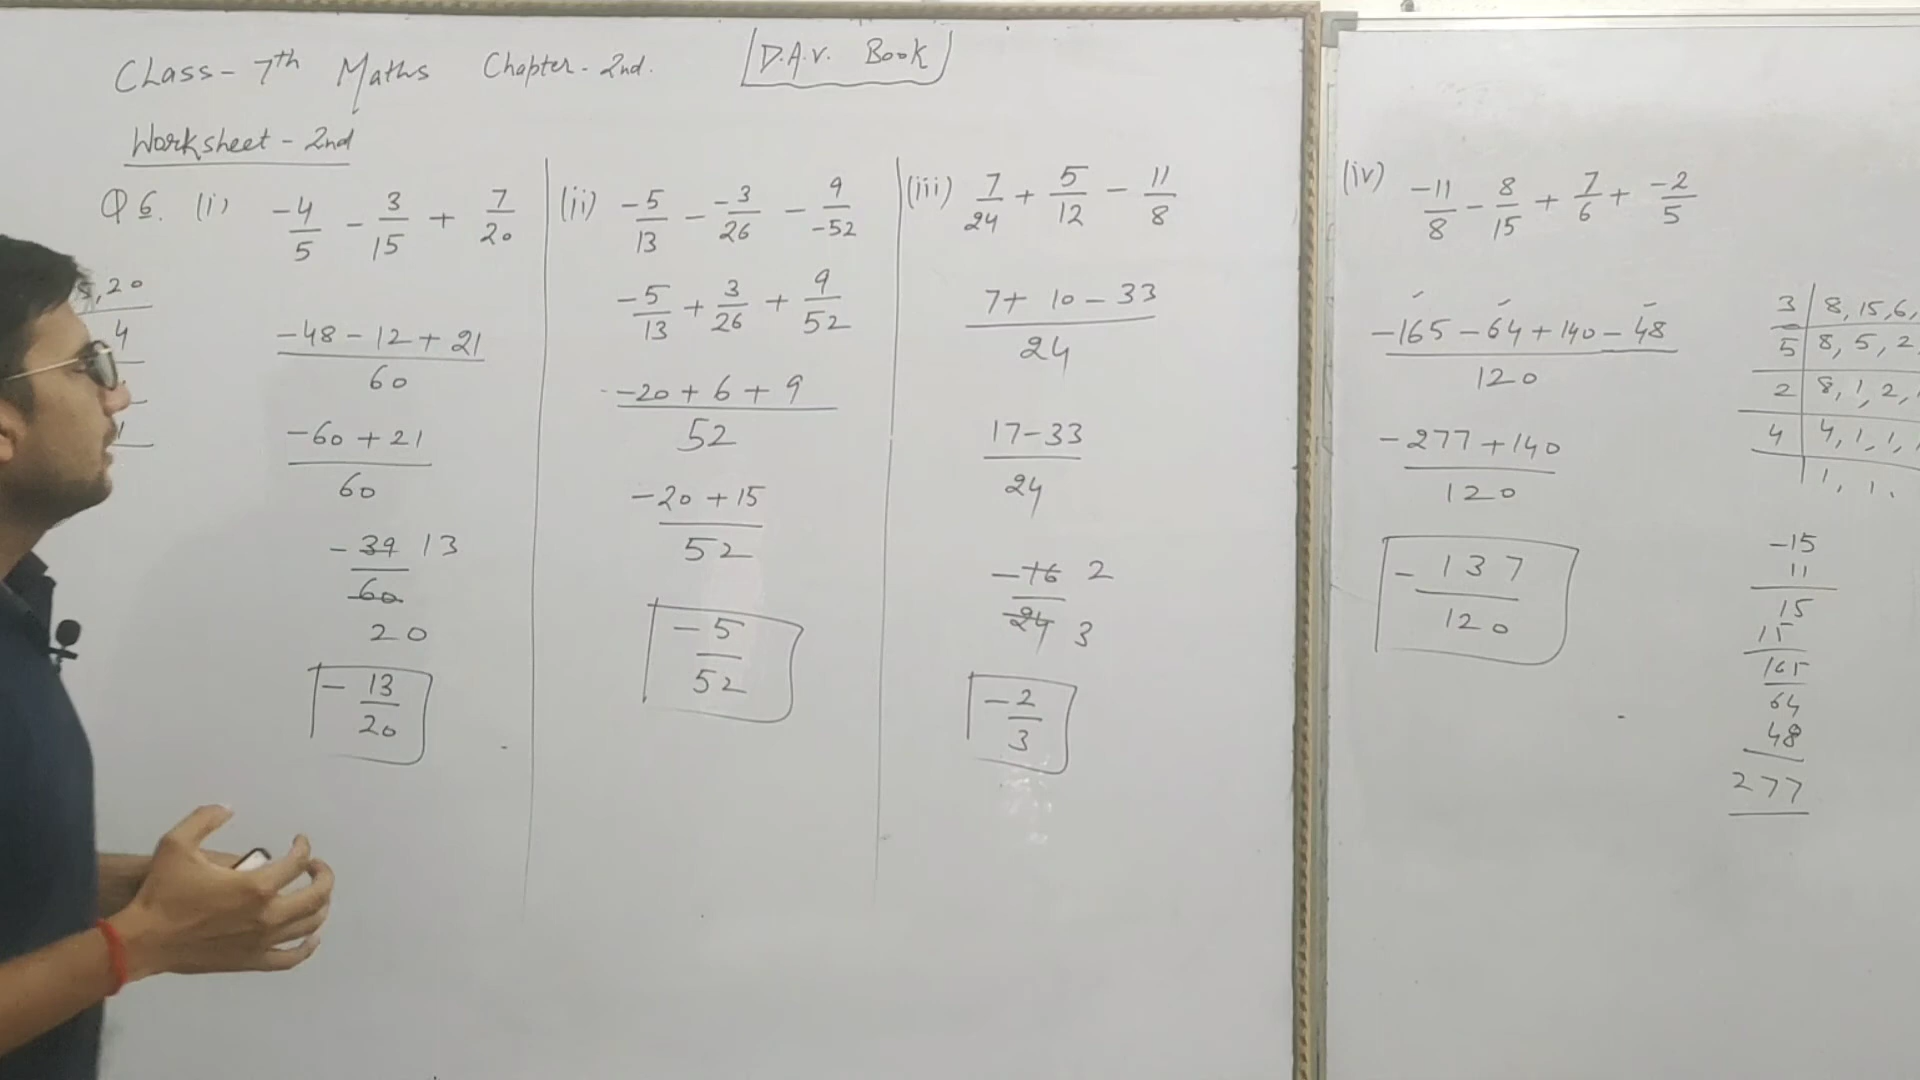 Class - 7th Maths Chapter - 2nd. D.A.V. Book
Worksheet - 2nd
Q 6. (i) -4/5 - 3/15 + 7/20
5,20
4
1
-48 - 12 + 21
60
-60 + 21
60
-39 13
60
20
- 13/20
(ii) -5/13 - -3/26 - 9/-52
-5/13 + 3/26 + 9/52
-20 + 6 + 9
52
-20 + 15
52
-5/52
(iii) 7/24 + 5/12 - 11/8
7 + 10 - 33
24
17 - 33
24
-16 2
24 3
-2/3
(iv) -11/8 - 8/15 + 7/6 + -2/5
-165 - 64 + 140 - 48
120
-277 + 140
120
- 137/120
3 | 8, 15, 6,
5 | 8, 5, 2,
2 | 8, 1, 2,
4 | 4, 1, 1,
1, 1,
-15
11
15
15
165
64
48
277